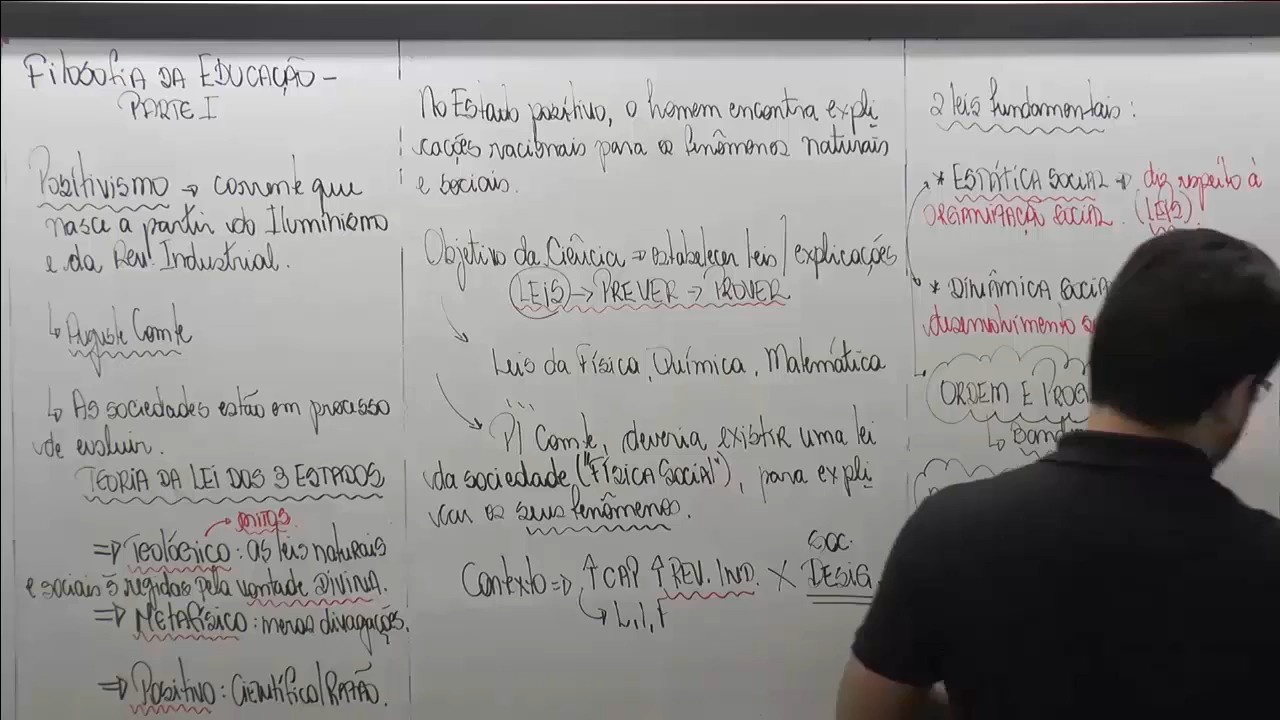 Filosofia da Educação -
PARTE I
Positivismo → corrente que
nasce a partir do Iluminismo
e da Rev. Industrial.
↳ Auguste Comte
↳ As sociedades estão em processo
de evoluir.
TEORIA DA LEI DOS 3 ESTADOS
mitos.
⇒ Teológico: as leis naturais
e sociais s regidas pela vontade DIVINA.
⇒ Metafísico: meras divagações.
⇒ Positivo: Científico/RAZÃO.
No Estado positivo, o homem encontra expli
cações racionais para os fenômenos naturais
e sociais.
Objetivo da Ciência → estabelecer leis/explicações
LEIS → PREVER → PROVER
Leis da Física, Química, Matemática
...
P/ Comte, deveria existir uma lei
da sociedade ("FÍSICA SOCIAL"), para expli
car os seus fenômenos.
SOC.
Contexto ⇒ ↑CAP ↑REV. IND. X DESIG
↳ L, I, F
2 leis fundamentais:
* ESTÁTICA SOCIAL → diz respeito à
ORGANIZAÇÃO SOCIAL. (LEIS).
* DINÂMICA SOCIA
desenvolvimento
ORDEM E PROG
↳ Band